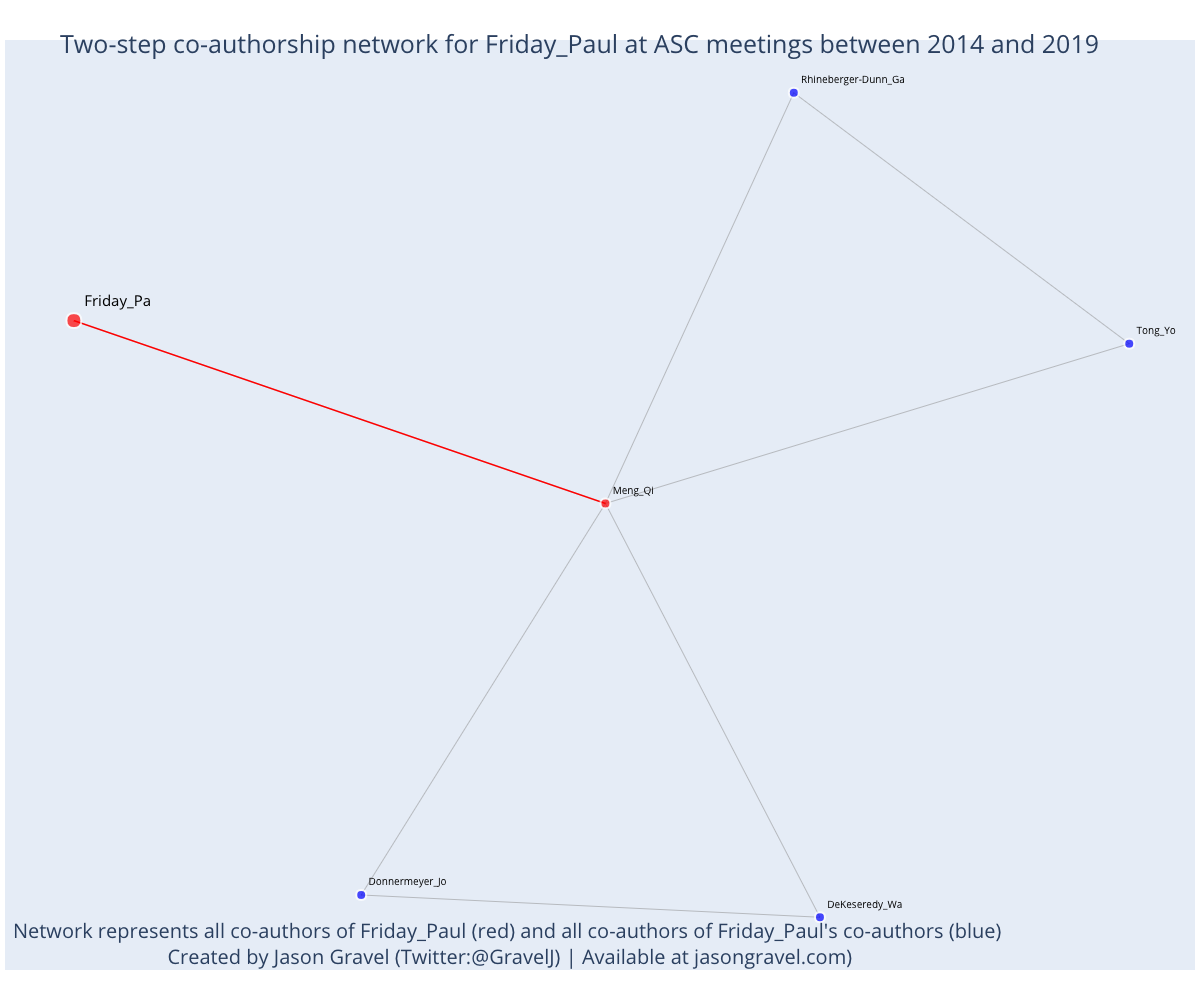 Two-step co-authorship network for Friday_Paul at ASC meetings between 2014 and 2019
Rhineberger-Dunn_Ga
Friday_Pa
Tong_Yo
Meng_Qi
Donnermeyer_Jo
DeKeseredy_Wa
Network represents all co-authors of Friday_Paul (red) and all co-authors of Friday_Paul's co-authors (blue)
Created by Jason Gravel (Twitter:@GravelJ) | Available at jasongravel.com)